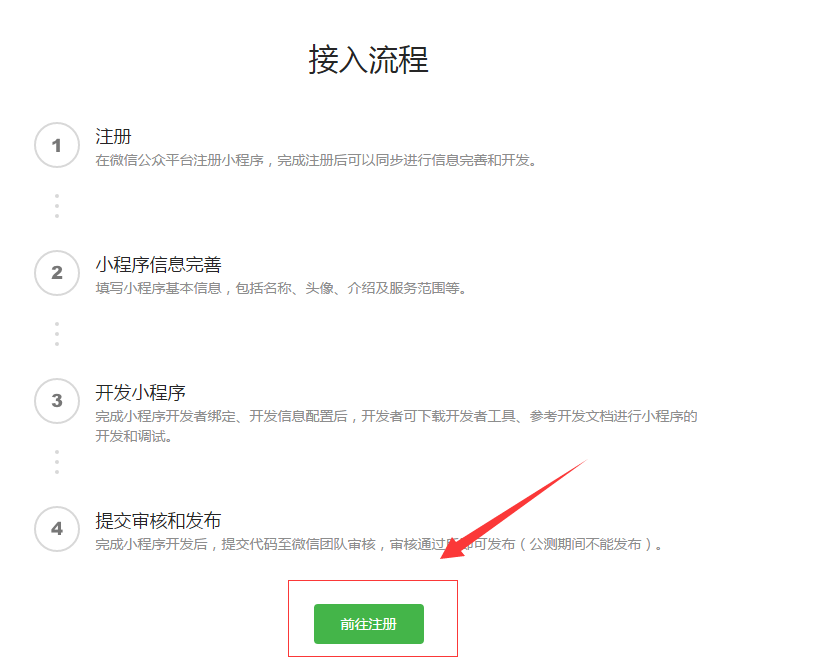 接入流程
1
注册
在微信公众平台注册小程序，完成注册后可以同步进行信息完善和开发。
2
小程序信息完善
填写小程序基本信息，包括名称、头像、介绍及服务范围等。
3
开发小程序
完成小程序开发者绑定、开发信息配置后，开发者可下载开发者工具、参考开发文档进行小程序的
开发和调试。
4
提交审核和发布
完成小程序开发后，提交代码至微信团队审核，审核通过后即可发布（公测期间不能发布）。
前往注册